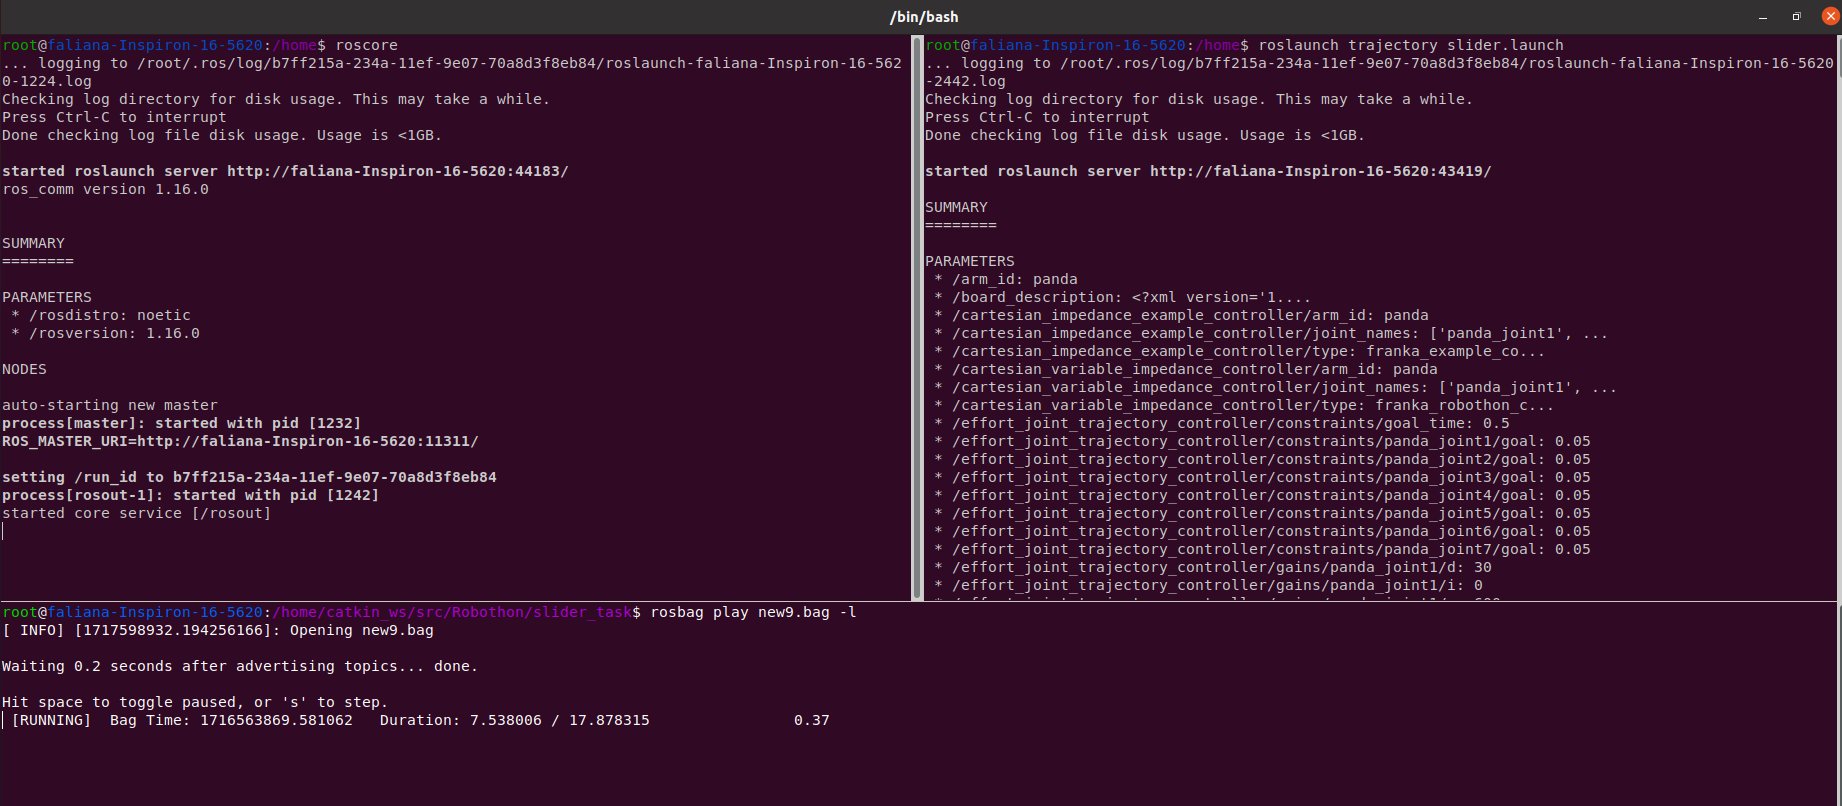 /bin/bash
root@faliana-Inspiron-16-5620:/home$ roscore
... logging to /root/.ros/log/b7ff215a-234a-11ef-9e07-70a8d3f8eb84/roslaunch-faliana-Inspiron-16-562
0-1224.log
Checking log directory for disk usage. This may take a while.
Press Ctrl-C to interrupt
Done checking log file disk usage. Usage is <1GB.
started roslaunch server http://faliana-Inspiron-16-5620:44183/
ros_comm version 1.16.0
SUMMARY
========
PARAMETERS
 * /rosdistro: noetic
 * /rosversion: 1.16.0
NODES
auto-starting new master
process[master]: started with pid [1232]
ROS_MASTER_URI=http://faliana-Inspiron-16-5620:11311/
setting /run_id to b7ff215a-234a-11ef-9e07-70a8d3f8eb84
process[rosout-1]: started with pid [1242]
started core service [/rosout]
root@faliana-Inspiron-16-5620:/home$ roslaunch trajectory slider.launch
... logging to /root/.ros/log/b7ff215a-234a-11ef-9e07-70a8d3f8eb84/roslaunch-faliana-Inspiron-16-5620
-2442.log
Checking log directory for disk usage. This may take a while.
Press Ctrl-C to interrupt
Done checking log file disk usage. Usage is <1GB.
started roslaunch server http://faliana-Inspiron-16-5620:43419/
SUMMARY
========
PARAMETERS
 * /arm_id: panda
 * /board_description: <?xml version='1....
 * /cartesian_impedance_example_controller/arm_id: panda
 * /cartesian_impedance_example_controller/joint_names: ['panda_joint1', ...
 * /cartesian_impedance_example_controller/type: franka_example_co...
 * /cartesian_variable_impedance_controller/arm_id: panda
 * /cartesian_variable_impedance_controller/joint_names: ['panda_joint1', ...
 * /cartesian_variable_impedance_controller/type: franka_robothon_c...
 * /effort_joint_trajectory_controller/constraints/goal_time: 0.5
 * /effort_joint_trajectory_controller/constraints/panda_joint1/goal: 0.05
 * /effort_joint_trajectory_controller/constraints/panda_joint2/goal: 0.05
 * /effort_joint_trajectory_controller/constraints/panda_joint3/goal: 0.05
 * /effort_joint_trajectory_controller/constraints/panda_joint4/goal: 0.05
 * /effort_joint_trajectory_controller/constraints/panda_joint5/goal: 0.05
 * /effort_joint_trajectory_controller/constraints/panda_joint6/goal: 0.05
 * /effort_joint_trajectory_controller/constraints/panda_joint7/goal: 0.05
 * /effort_joint_trajectory_controller/gains/panda_joint1/d: 30
 * /effort_joint_trajectory_controller/gains/panda_joint1/i: 0
root@faliana-Inspiron-16-5620:/home/catkin_ws/src/Robothon/slider_task$ rosbag play new9.bag -l
[ INFO] [1717598932.194256166]: Opening new9.bag
Waiting 0.2 seconds after advertising topics... done.
Hit space to toggle paused, or 's' to step.
 [RUNNING]  Bag Time: 1716563869.581062   Duration: 7.538006 / 17.878315                0.37